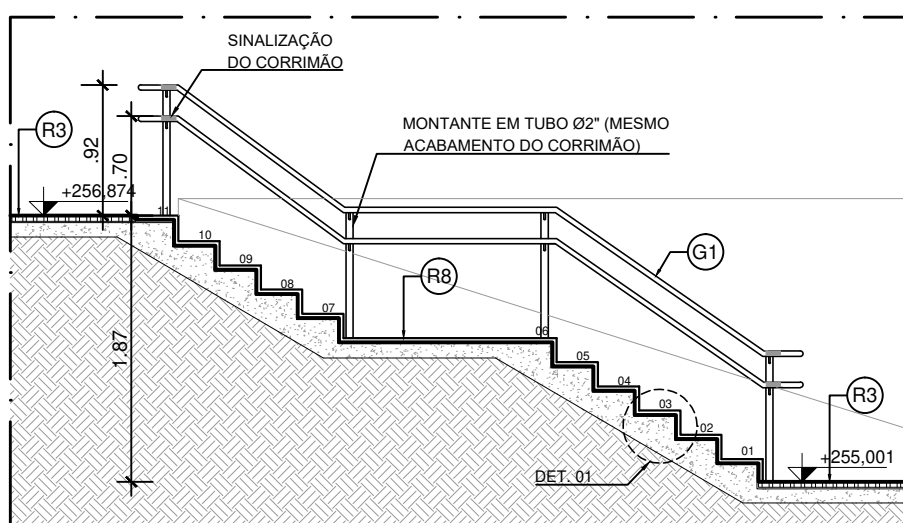 SINALIZAÇÃO
DO CORRIMÃO
MONTANTE EM TUBO Ø2" (MESMO
ACABAMENTO DO CORRIMÃO)
R3
.92
.70
+256,874
11
10
09
08
07
R8
G1
06
05
04
03
02
01
R3
+255,001
1.87
DET. 01